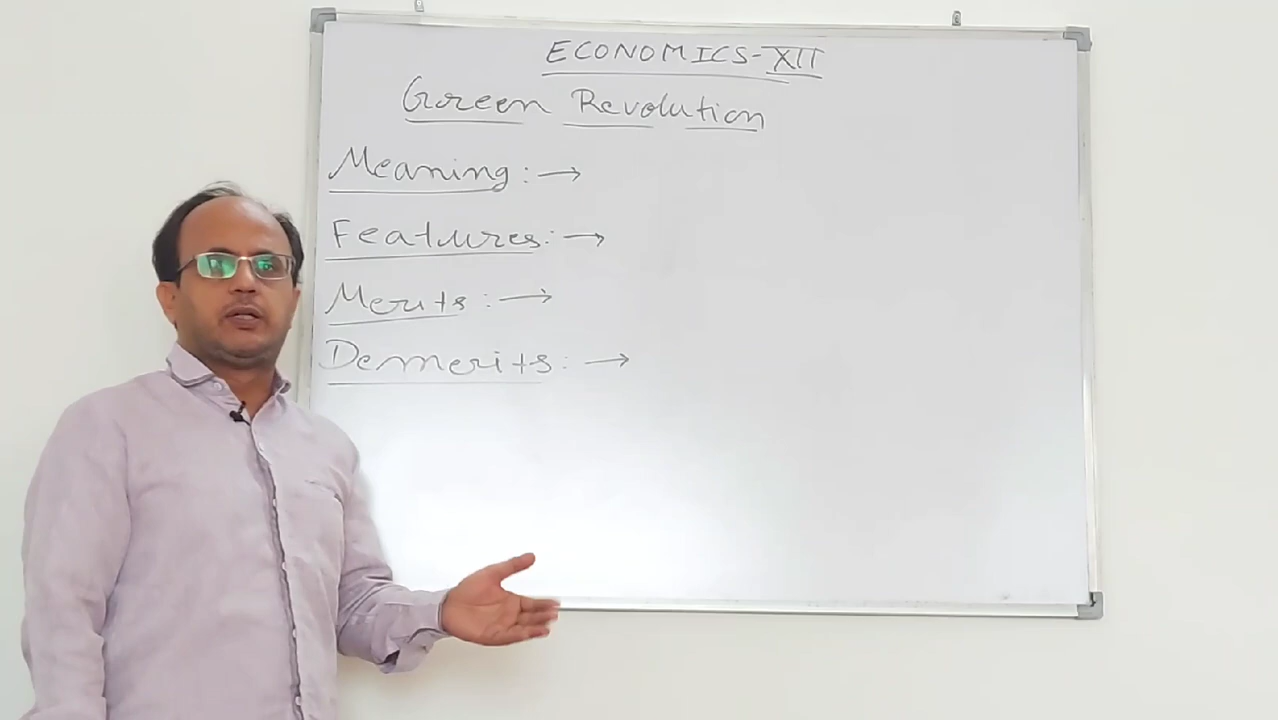 ECONOMICS-XII
Green Revolution
Meaning :→
Features :→
Merits :→
Demerits :→